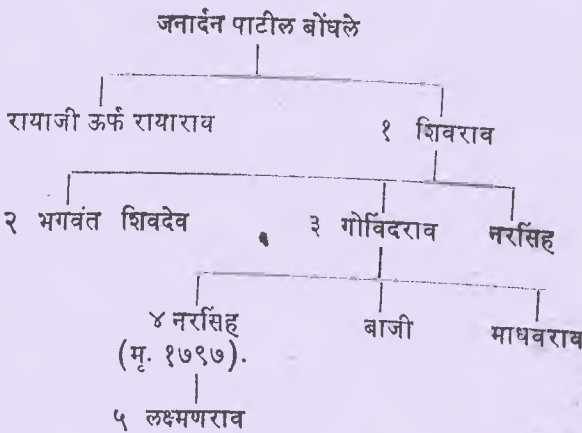 जनार्दन पाटील बोंघले
रायाजी ऊर्फ रायाराव १ शिवराव
२ भगवंत शिवदेव ३ गोविंदराव नरसिंह
४ नरसिंह बाजी माधवराव
(मृ. १७९७).
५ लक्ष्मणराव